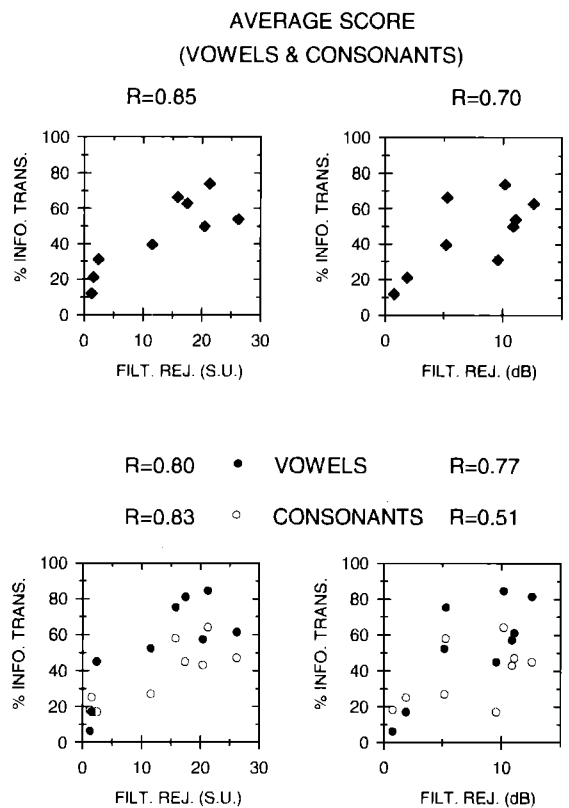 AVERAGE SCORE
(VOWELS & CONSONANTS)
R=0.85 R=0.70
% INFO. TRANS.
100
80
60
40
20
0
0 10 20 30
FILT. REJ. (S.U.)
% INFO. TRANS.
100
80
60
40
20
0
0 10
FILT. REJ. (dB)
R=0.80 ● VOWELS R=0.77
R=0.83 ○ CONSONANTS R=0.51
% INFO. TRANS.
100
80
60
40
20
0
0 10 20 30
FILT. REJ. (S.U.)
% INFO. TRANS.
100
80
60
40
20
0
0 10
FILT. REJ. (dB)